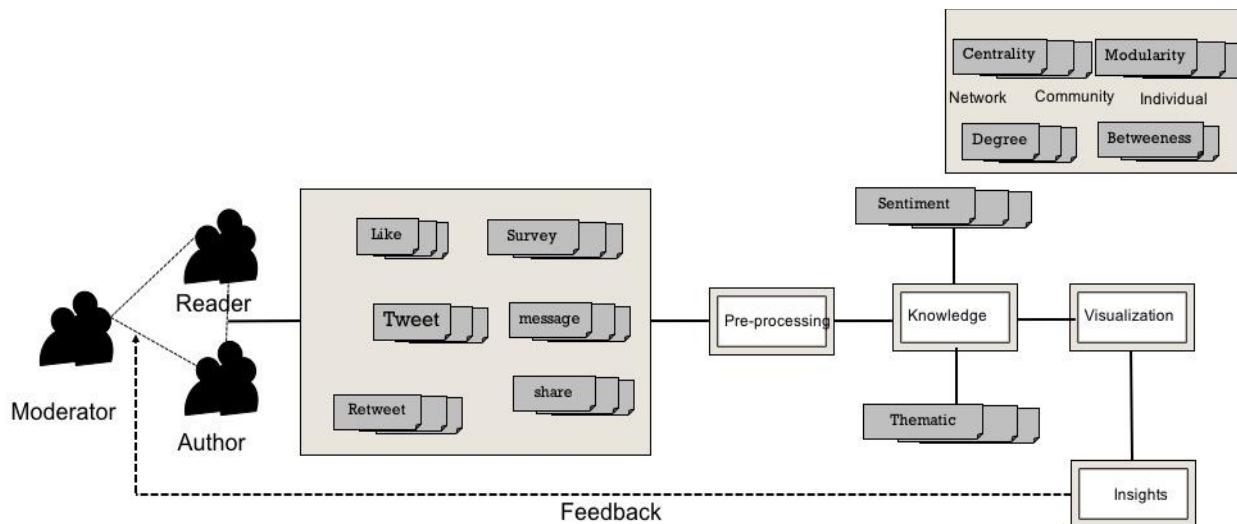 Centrality
Modularity
Network
Community
Individual
Degree
Betweeness
Sentiment
Like
Survey
Reader
Tweet
message
Pre-processing
Knowledge
Visualization
share
Retweet
Moderator
Author
Thematic
Insights
Feedback